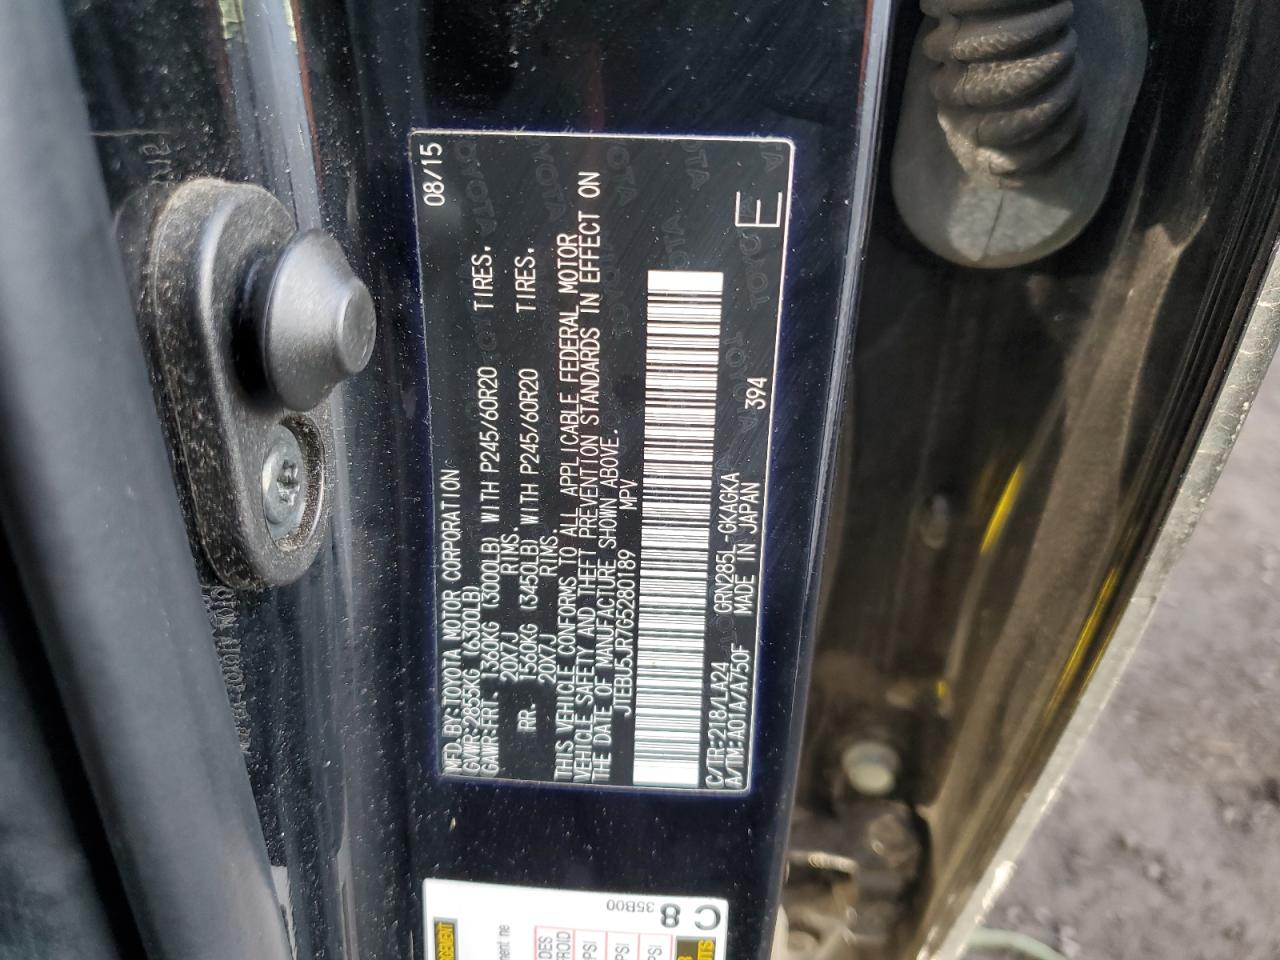 MFD.BY:TOYOTA MOTOR CORPORATION 08/15
GVWR:2855KG (6300LB)
GAWR:FRT. 1360KG (3000LB) WITH P245/60R20 TIRES.
20X7J RIMS.
RR. 1560KG (3450LB) WITH P245/60R20 TIRES.
20X7J RIMS.
THIS VEHICLE CONFORMS TO ALL APPLICABLE FEDERAL MOTOR
VEHICLE SAFETY AND THEFT PREVENTION STANDARDS IN EFFECT ON
THE DATE OF MANUFACTURE SHOWN ABOVE.
JTEBU5JR7G5280189 MPV
C/TR:218/LA24 GRN285L-GKAGKA 394 E
A/TM:A01A/A750F MADE IN JAPAN
35B00
C
8
PSI
PSI
PSI